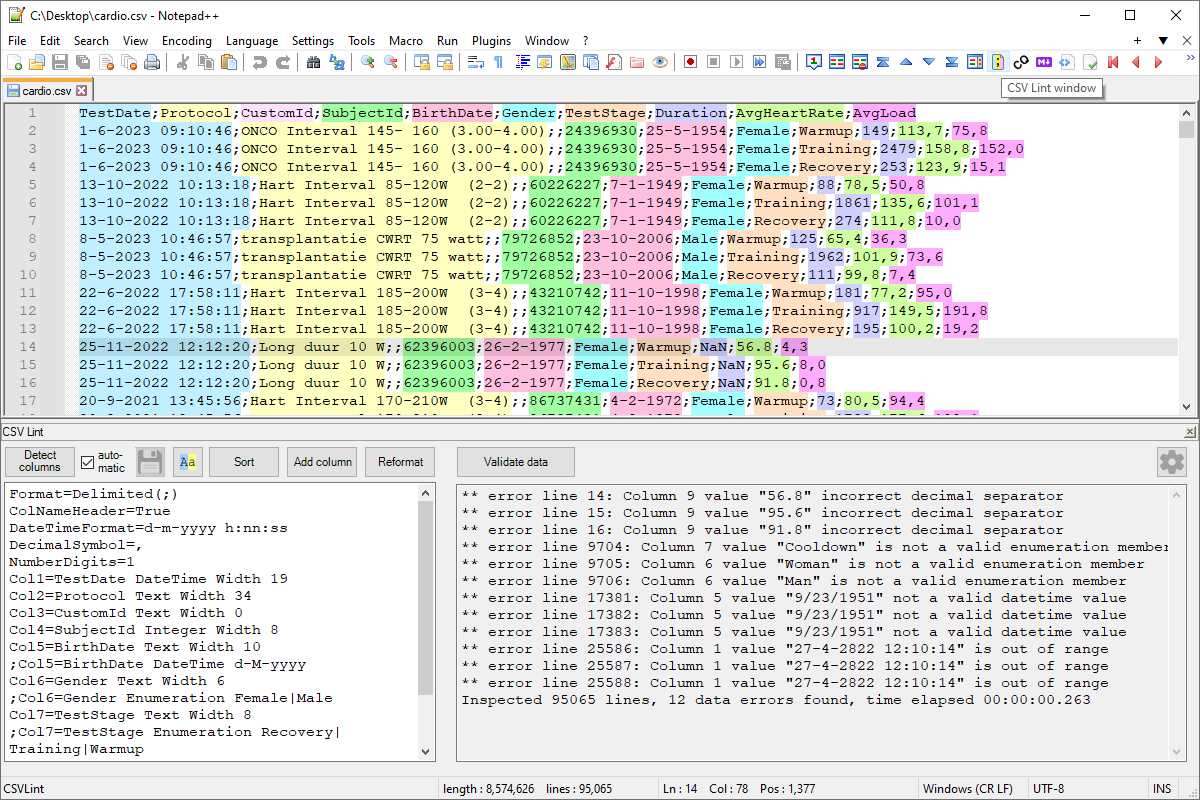 C:\Desktop\cardio.csv - Notepad++
File Edit Search View Encoding Language Settings Tools Macro Run Plugins Window ?
cardio.csv
CSV Lint window
1 TestDate;Protocol;CustomId;SubjectId;BirthDate;Gender;TestStage;Duration;AvgHeartRate;AvgLoad
2 1-6-2023 09:10:46;ONCO Interval 145- 160 (3.00-4.00);;24396930;25-5-1954;Female;Warmup;149;113,7;75,8
3 1-6-2023 09:10:46;ONCO Interval 145- 160 (3.00-4.00);;24396930;25-5-1954;Female;Training;2479;158,8;152,0
4 1-6-2023 09:10:46;ONCO Interval 145- 160 (3.00-4.00);;24396930;25-5-1954;Female;Recovery;253;123,9;15,1
5 13-10-2022 10:13:18;Hart Interval 85-120W  (2-2);;60226227;7-1-1949;Female;Warmup;88;78,5;50,8
6 13-10-2022 10:13:18;Hart Interval 85-120W  (2-2);;60226227;7-1-1949;Female;Training;1861;135,6;101,1
7 13-10-2022 10:13:18;Hart Interval 85-120W  (2-2);;60226227;7-1-1949;Female;Recovery;274;111,8;10,0
8 8-5-2023 10:46:57;transplantatie CWRT 75 watt;;79726852;23-10-2006;Male;Warmup;125;65,4;36,3
9 8-5-2023 10:46:57;transplantatie CWRT 75 watt;;79726852;23-10-2006;Male;Training;1962;101,9;73,6
10 8-5-2023 10:46:57;transplantatie CWRT 75 watt;;79726852;23-10-2006;Male;Recovery;111;99,8;7,4
11 22-6-2022 17:58:11;Hart Interval 185-200W  (3-4);;43210742;11-10-1998;Female;Warmup;181;77,2;95,0
12 22-6-2022 17:58:11;Hart Interval 185-200W  (3-4);;43210742;11-10-1998;Female;Training;917;149,5;191,8
13 22-6-2022 17:58:11;Hart Interval 185-200W  (3-4);;43210742;11-10-1998;Female;Recovery;195;100,2;19,2
14 25-11-2022 12:12:20;Long duur 10 W;;62396003;26-2-1977;Female;Warmup;NaN;56.8;4,3
15 25-11-2022 12:12:20;Long duur 10 W;;62396003;26-2-1977;Female;Training;NaN;95.6;8,0
16 25-11-2022 12:12:20;Long duur 10 W;;62396003;26-2-1977;Female;Recovery;NaN;91.8;0,8
17 20-9-2021 13:45:56;Hart Interval 170-210W  (3-4);;86737431;4-2-1972;Female;Warmup;73;80,5;94,4
CSV Lint
Detect columns
auto-matic
Aa
Sort
Add column
Reformat
Validate data
Format=Delimited(;)
ColNameHeader=True
DateTimeFormat=d-m-yyyy h:nn:ss
DecimalSymbol=,
NumberDigits=1
Col1=TestDate DateTime Width 19
Col2=Protocol Text Width 34
Col3=CustomId Text Width 0
Col4=SubjectId Integer Width 8
Col5=BirthDate Text Width 10
;Col5=BirthDate DateTime d-M-yyyy
Col6=Gender Text Width 6
;Col6=Gender Enumeration Female|Male
Col7=TestStage Text Width 8
;Col7=TestStage Enumeration Recovery|
Training|Warmup
** error line 14: Column 9 value "56.8" incorrect decimal separator
** error line 15: Column 9 value "95.6" incorrect decimal separator
** error line 16: Column 9 value "91.8" incorrect decimal separator
** error line 9704: Column 7 value "Cooldown" is not a valid enumeration member
** error line 9705: Column 6 value "Woman" is not a valid enumeration member
** error line 9706: Column 6 value "Man" is not a valid enumeration member
** error line 17381: Column 5 value "9/23/1951" not a valid datetime value
** error line 17382: Column 5 value "9/23/1951" not a valid datetime value
** error line 17383: Column 5 value "9/23/1951" not a valid datetime value
** error line 25586: Column 1 value "27-4-2822 12:10:14" is out of range
** error line 25587: Column 1 value "27-4-2822 12:10:14" is out of range
** error line 25588: Column 1 value "27-4-2822 12:10:14" is out of range
Inspected 95065 lines, 12 data errors found, time elapsed 00:00:00.263
CSVLint length : 8,574,626 lines : 95,065 Ln : 14 Col : 78 Pos : 1,377 Windows (CR LF) UTF-8 INS